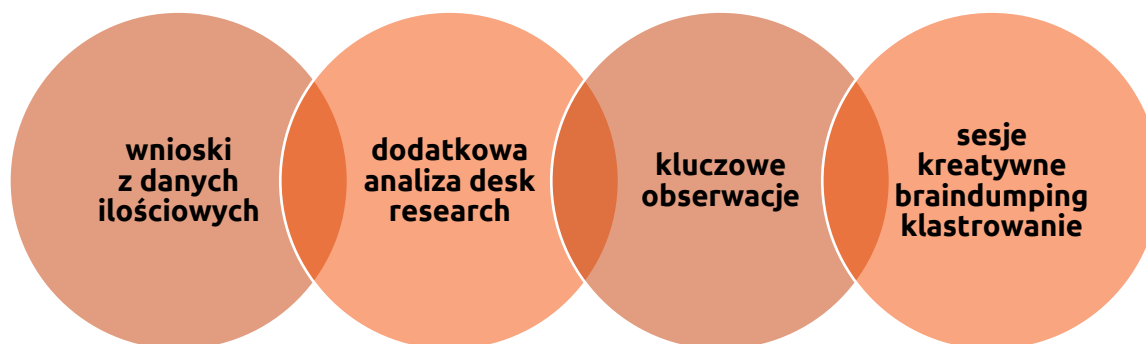 wnioski
z danych
ilościowych
dodatkowa
analiza desk
research
kluczowe
obserwacje
sesje
kreatywne
braindumping
klastrowanie